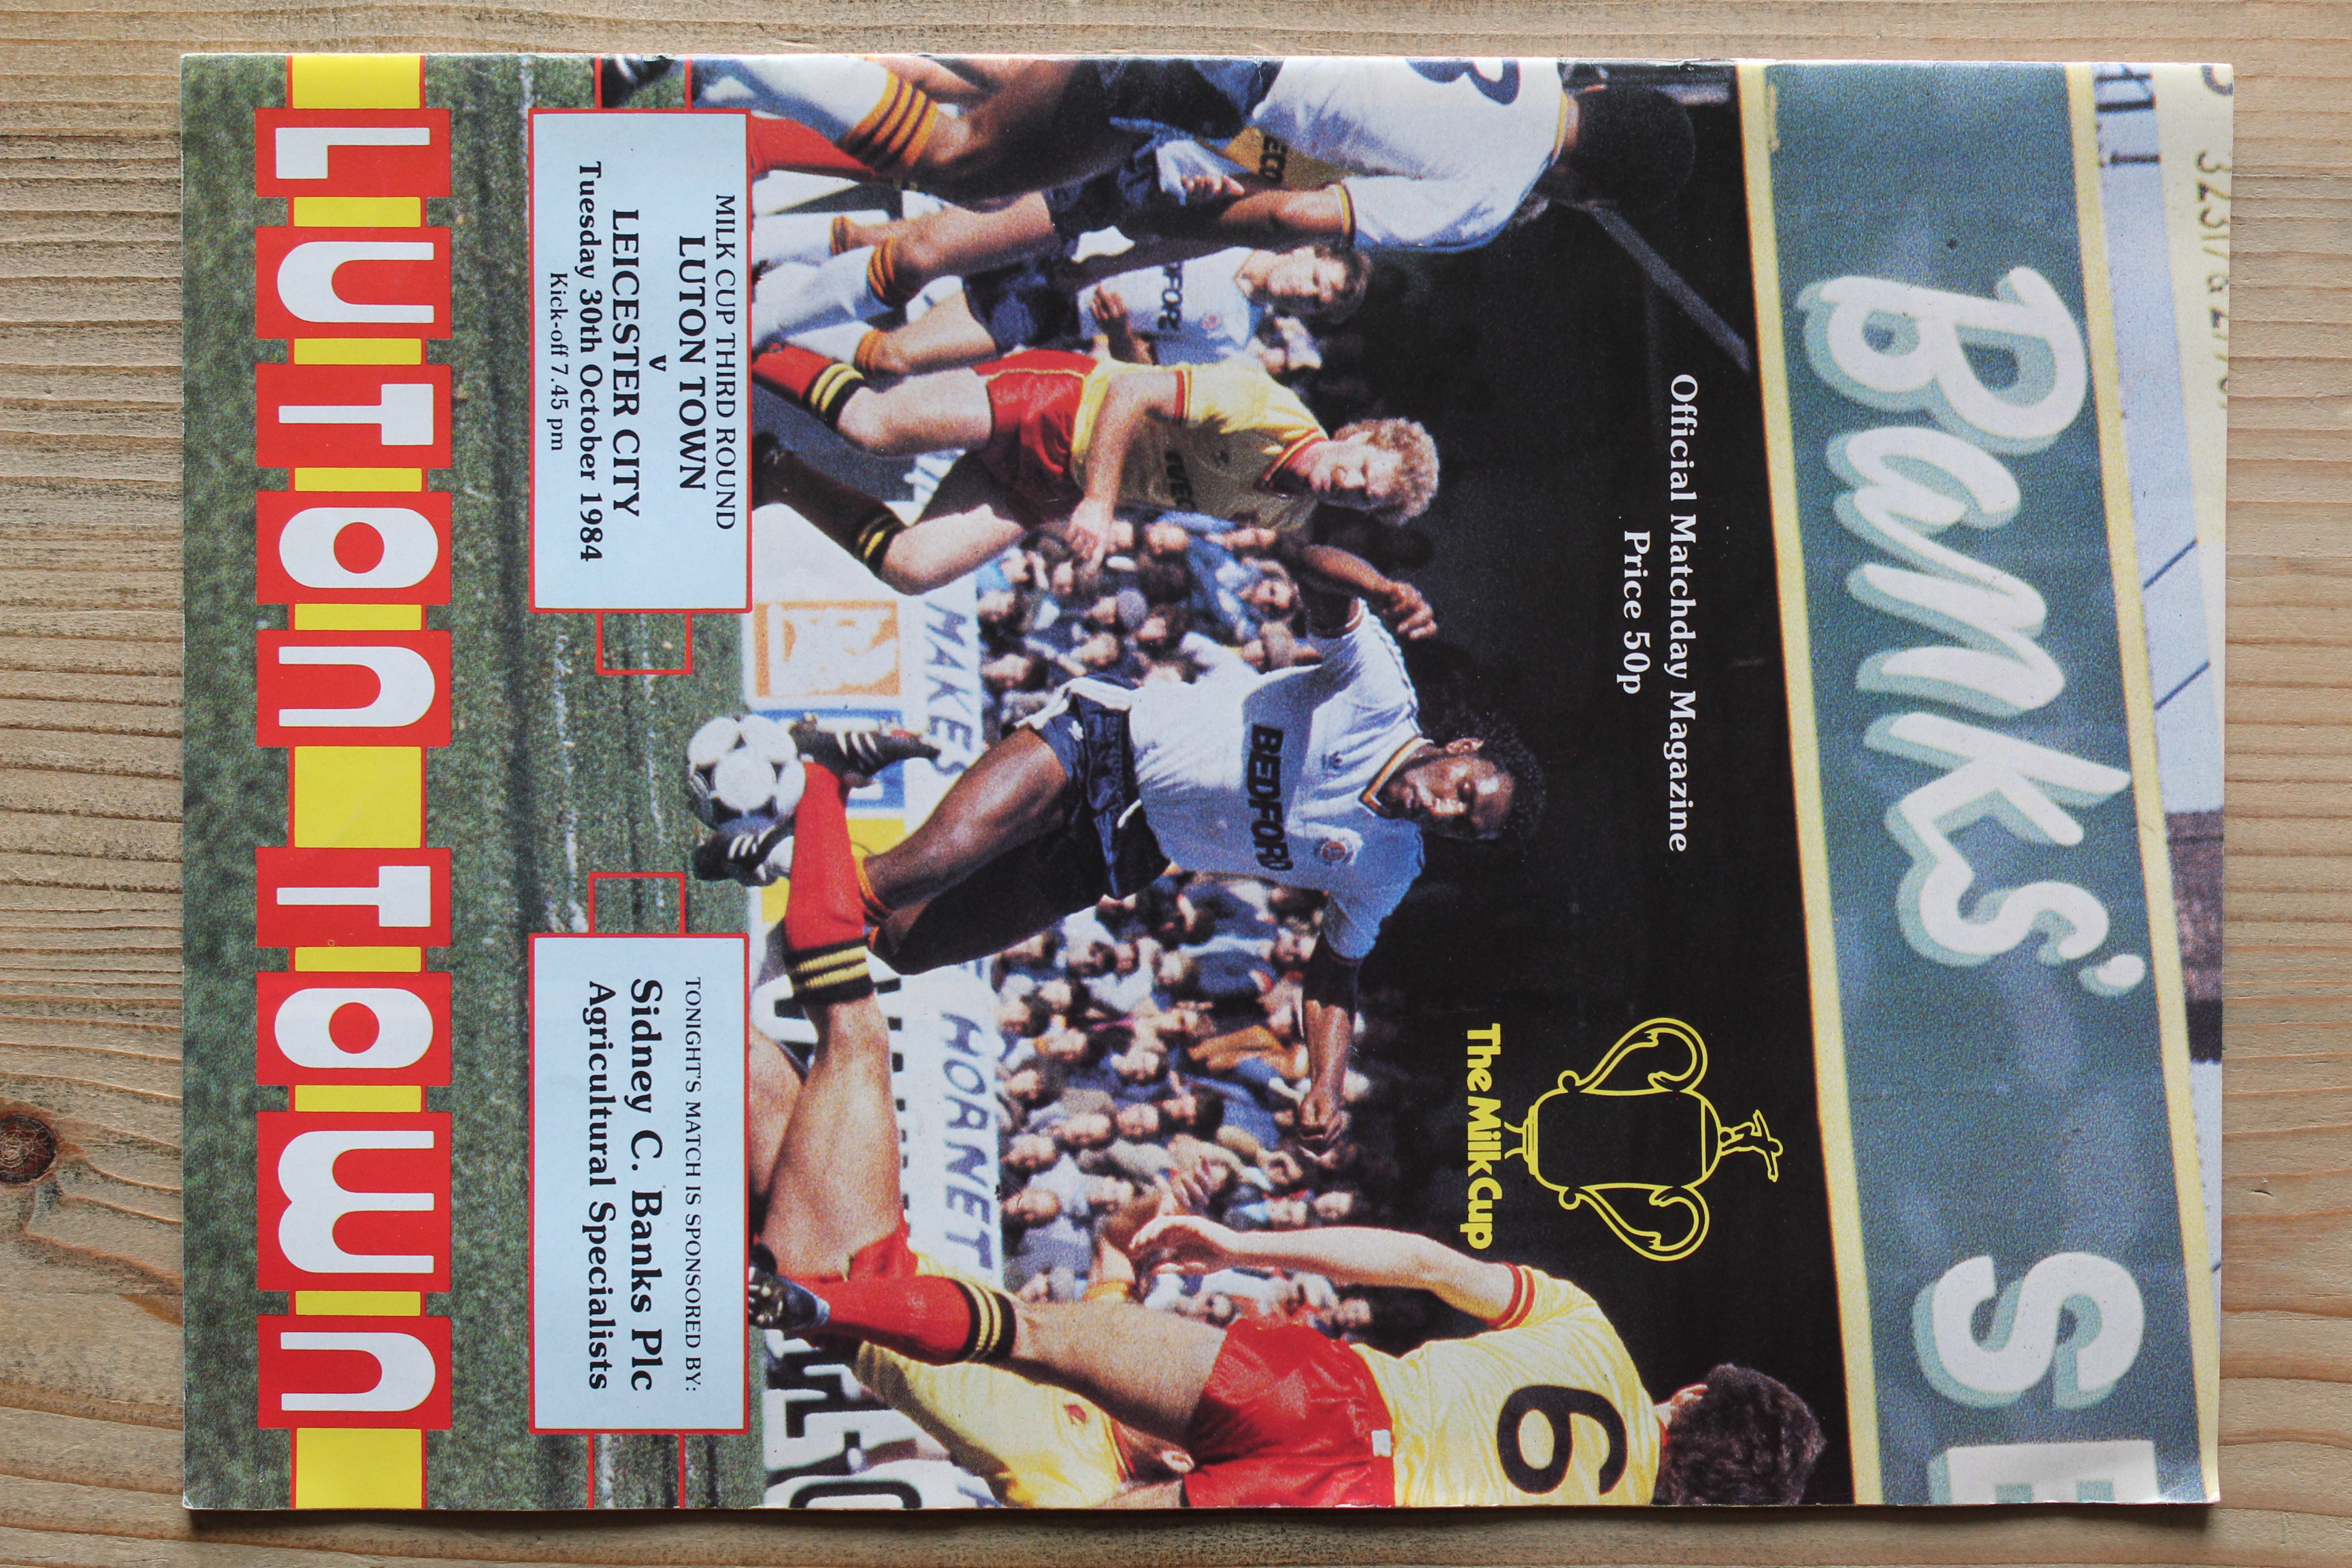 Banks'
Official Matchday Magazine
Price 50p
The Milk Cup
6
BEDFORD
MAKES
HORNET
MILK CUP THIRD ROUND
LUTON TOWN
v
LEICESTER CITY
Tuesday 30th October 1984
Kick-off 7.45 pm
TONIGHT'S MATCH IS SPONSORED BY:
Sidney C. Banks Plc
Agricultural Specialists
LUTON TOWN